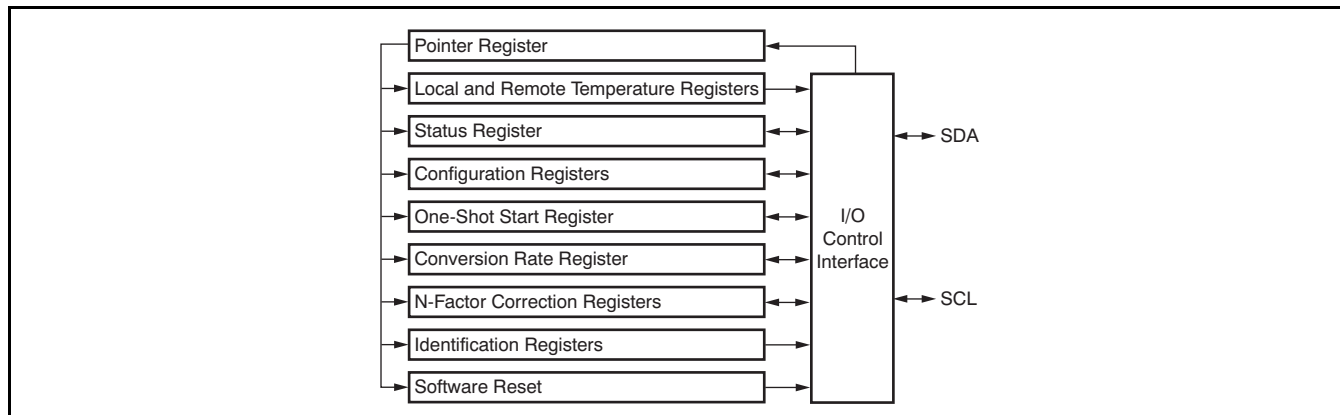 Pointer Register
Local and Remote Temperature Registers
Status Register
SDA
Configuration Registers
One-Shot Start Register
I/O
Control
Interface
Conversion Rate Register
N-Factor Correction Registers
SCL
Identification Registers
Software Reset